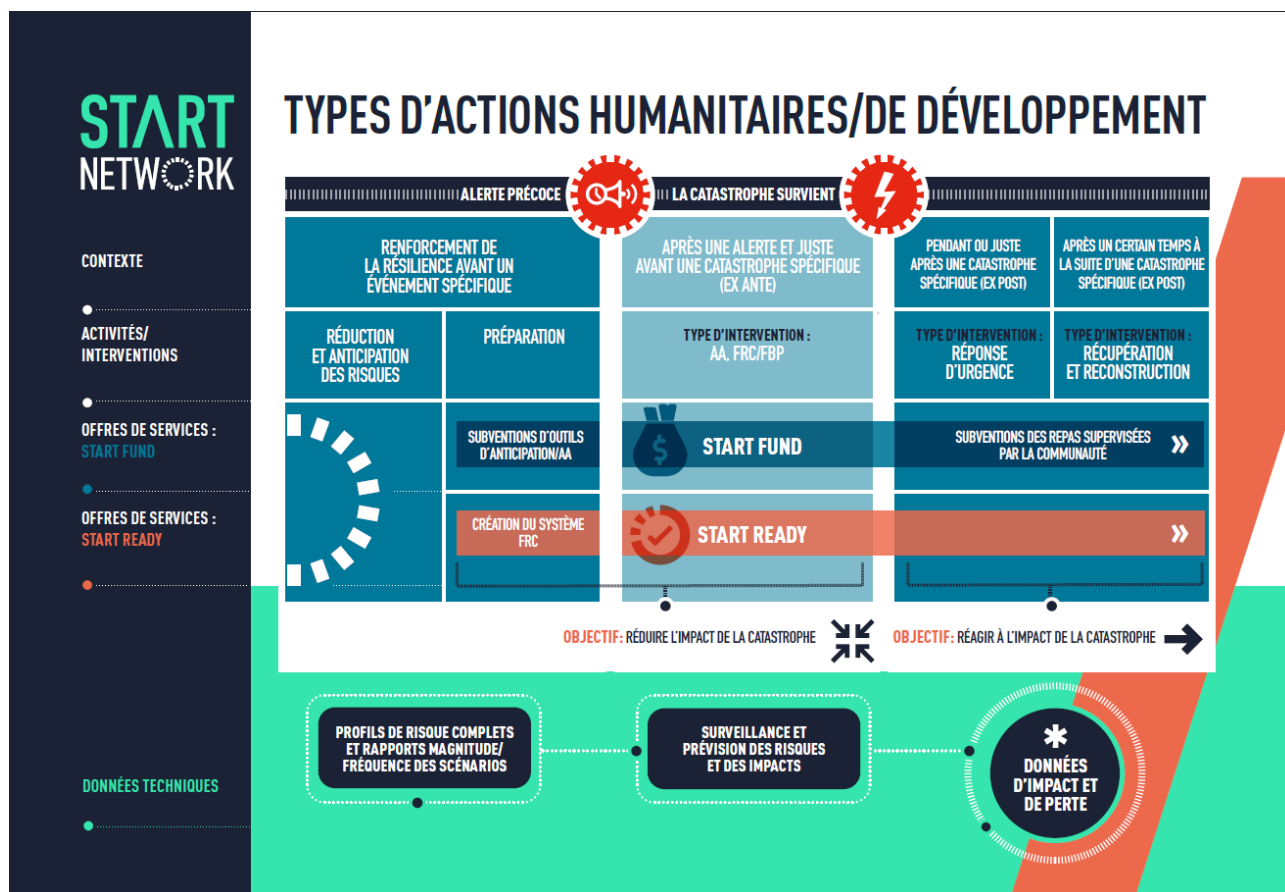 START
NETWORK
TYPES D'ACTIONS HUMANITAIRES/DE DÉVELOPPEMENT
ALERTE PRÉCOCE
LA CATASTROPHE SURVIENT
CONTEXTE
RENFORCEMENT DE
LA RÉSILIENCE AVANT UN
ÉVÉNEMENT SPÉCIFIQUE
APRÈS UNE ALERTE ET JUSTE
AVANT UNE CATASTROPHE SPÉCIFIQUE
(EX ANTE)
PENDANT OU JUSTE
APRÈS UNE CATASTROPHE
SPÉCIFIQUE (EX POST)
APRÈS UN CERTAIN TEMPS À
LA SUITE D'UNE CATASTROPHE
SPÉCIFIQUE (EX POST)
ACTIVITÉS/
INTERVENTIONS
RÉDUCTION
ET ANTICIPATION
DES RISQUES
PRÉPARATION
TYPE D'INTERVENTION :
AA, FRC/FBP
TYPE D'INTERVENTION :
RÉPONSE
D'URGENCE
TYPE D'INTERVENTION :
RÉCUPÉRATION
ET RECONSTRUCTION
OFFRES DE SERVICES :
START FUND
SUBVENTIONS D'OUTILS
D'ANTICIPATION/AA
$
START FUND
SUBVENTIONS DES REPAS SUPERVISÉES
PAR LA COMMUNAUTÉ
»
OFFRES DE SERVICES :
START READY
CRÉATION DU SYSTÈME
FRC
START READY
»
OBJECTIF: RÉDUIRE L'IMPACT DE LA CATASTROPHE
OBJECTIF: RÉAGIR À L'IMPACT DE LA CATASTROPHE
DONNÉES TECHNIQUES
PROFILS DE RISQUE COMPLETS
ET RAPPORTS MAGNITUDE/
FRÉQUENCE DES SCÉNARIOS
SURVEILLANCE ET
PRÉVISION DES RISQUES
ET DES IMPACTS
*
DONNÉES
D'IMPACT ET
DE PERTE